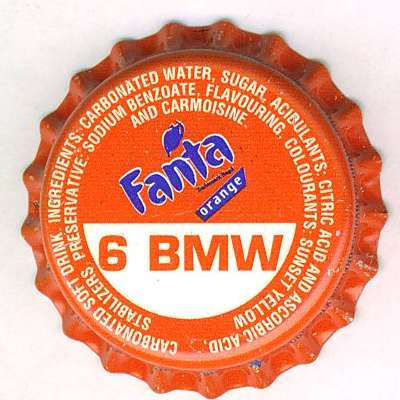 CARBONATED SOFT DRINK. INGREDIENTS: CARBONATED WATER, SUGAR, ACIDULANTS: CITRIC ACID AND ASCORBIC ACID,
STABILIZERS, PRESERVATIVE: SODIUM BENZOATE, FLAVOURING, COLOURANTS: SUNSET YELLOW
AND CARMOISINE.
Fanta
orange
6 BMW